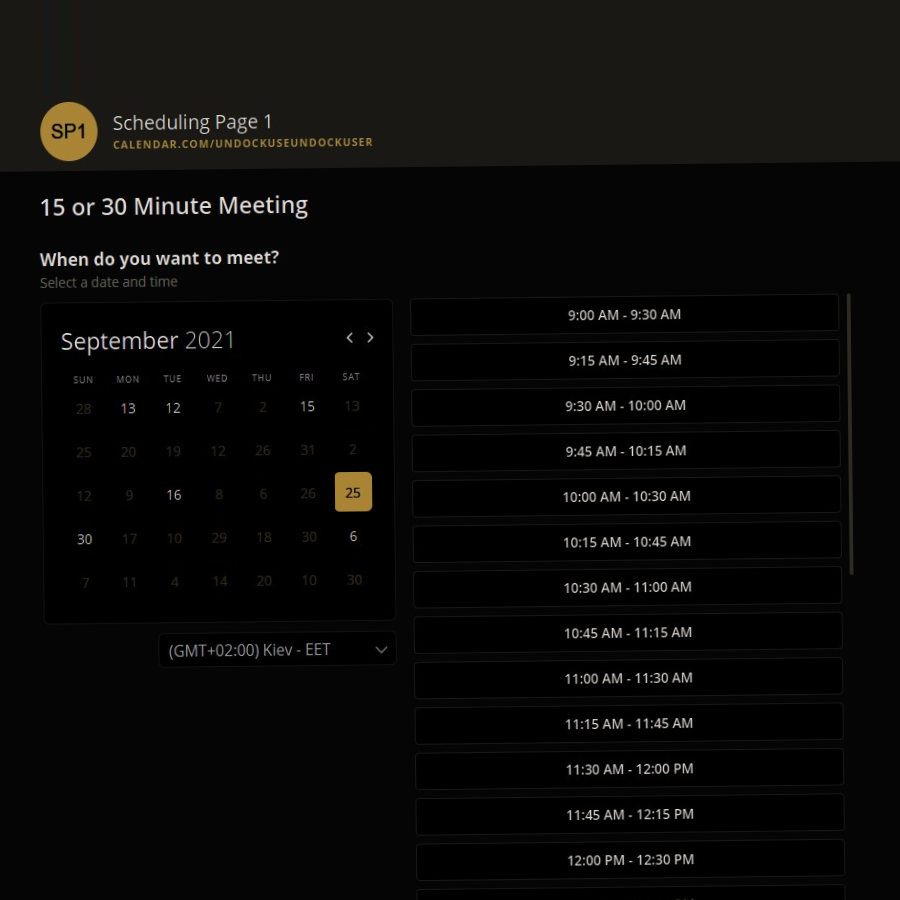 SP1
Scheduling Page 1
CALENDAR.COM/UNDOCKUSEUNDOCKUSER
15 or 30 Minute Meeting
When do you want to meet?
Select a date and time
September 2021
SUN MON TUE WED THU FRI SAT
28 13 12 7 2 15 13
25 20 19 12 26 31 2
12 9 16 8 6 26 25
30 17 10 29 18 30 6
7 11 4 14 20 10 30
(GMT+02:00) Kiev - EET
9:00 AM - 9:30 AM
9:15 AM - 9:45 AM
9:30 AM - 10:00 AM
9:45 AM - 10:15 AM
10:00 AM - 10:30 AM
10:15 AM - 10:45 AM
10:30 AM - 11:00 AM
10:45 AM - 11:15 AM
11:00 AM - 11:30 AM
11:15 AM - 11:45 AM
11:30 AM - 12:00 PM
11:45 AM - 12:15 PM
12:00 PM - 12:30 PM